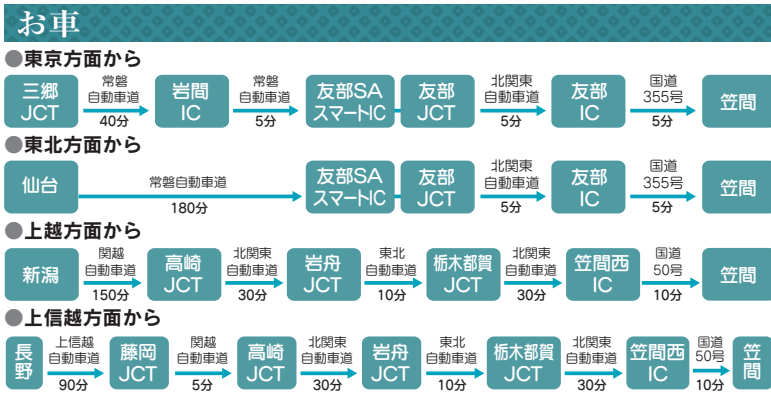 お車
●東京方面から
三郷JCT 常磐自動車道 40分 岩間IC 常磐自動車道 5分 友部SAスマートIC 友部JCT 北関東自動車道 5分 友部IC 国道355号 5分 笠間
●東北方面から
仙台 常磐自動車道 180分 友部SAスマートIC 友部JCT 北関東自動車道 5分 友部IC 国道355号 5分 笠間
●上越方面から
新潟 関越自動車道 150分 高崎JCT 北関東自動車道 30分 岩舟JCT 東北自動車道 10分 栃木都賀JCT 北関東自動車道 30分 笠間西IC 国道50号 10分 笠間
●上信越方面から
長野 上信越自動車道 90分 藤岡JCT 関越自動車道 5分 高崎JCT 北関東自動車道 30分 岩舟JCT 東北自動車道 10分 栃木都賀JCT 北関東自動車道 30分 笠間西IC 国道50号 10分 笠間